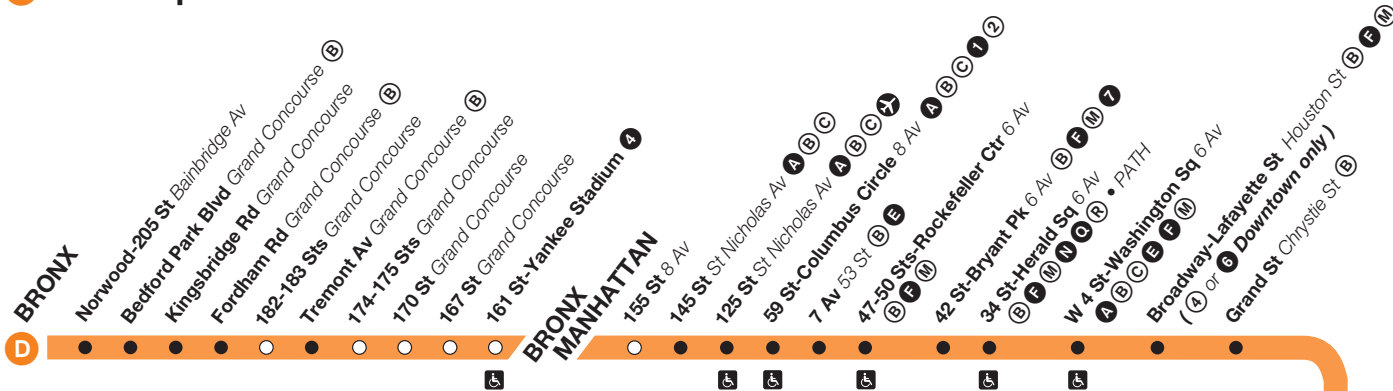 BRONX
Norwood-205 St Bainbridge Av
Bedford Park Blvd Grand Concourse B
Kingsbridge Rd Grand Concourse
Fordham Rd Grand Concourse B
182-183 Sts Grand Concourse
Tremont Av Grand Concourse B
174-175 Sts Grand Concourse
170 St Grand Concourse
167 St Grand Concourse
161 St-Yankee Stadium 4
BRONX
MANHATTAN
155 St 8 Av
145 St St Nicholas Av A B C
125 St St Nicholas Av A B C
59 St-Columbus Circle 8 Av A B C 1 2
7 Av 53 St B E
47-50 Sts-Rockefeller Ctr 6 Av
B F M
42 St-Bryant Pk 6 Av B F M 7
34 St-Herald Sq 6 Av
B F M N Q R • PATH
W 4 St-Washington Sq 6 Av
A B C E F M
Broadway-Lafayette St Houston St B F M
( 4 or 6 Downtown only )
Grand St Chrystie St B
D